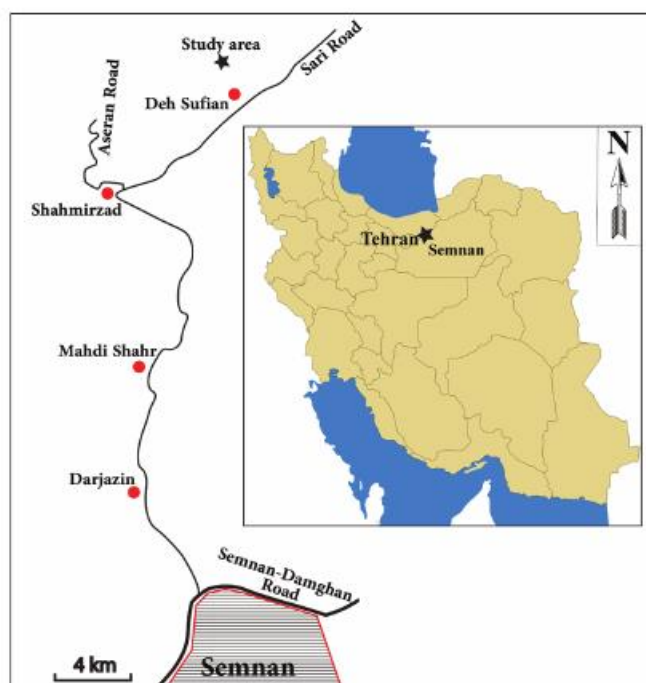 Study area
Sari Road
Deh Sufian
Aseran Road
Shahmirzad
N
Tehran
Semnan
Mahdi Shahr
Darjazin
Semnan-Damghan
Road
4 km
Semnan